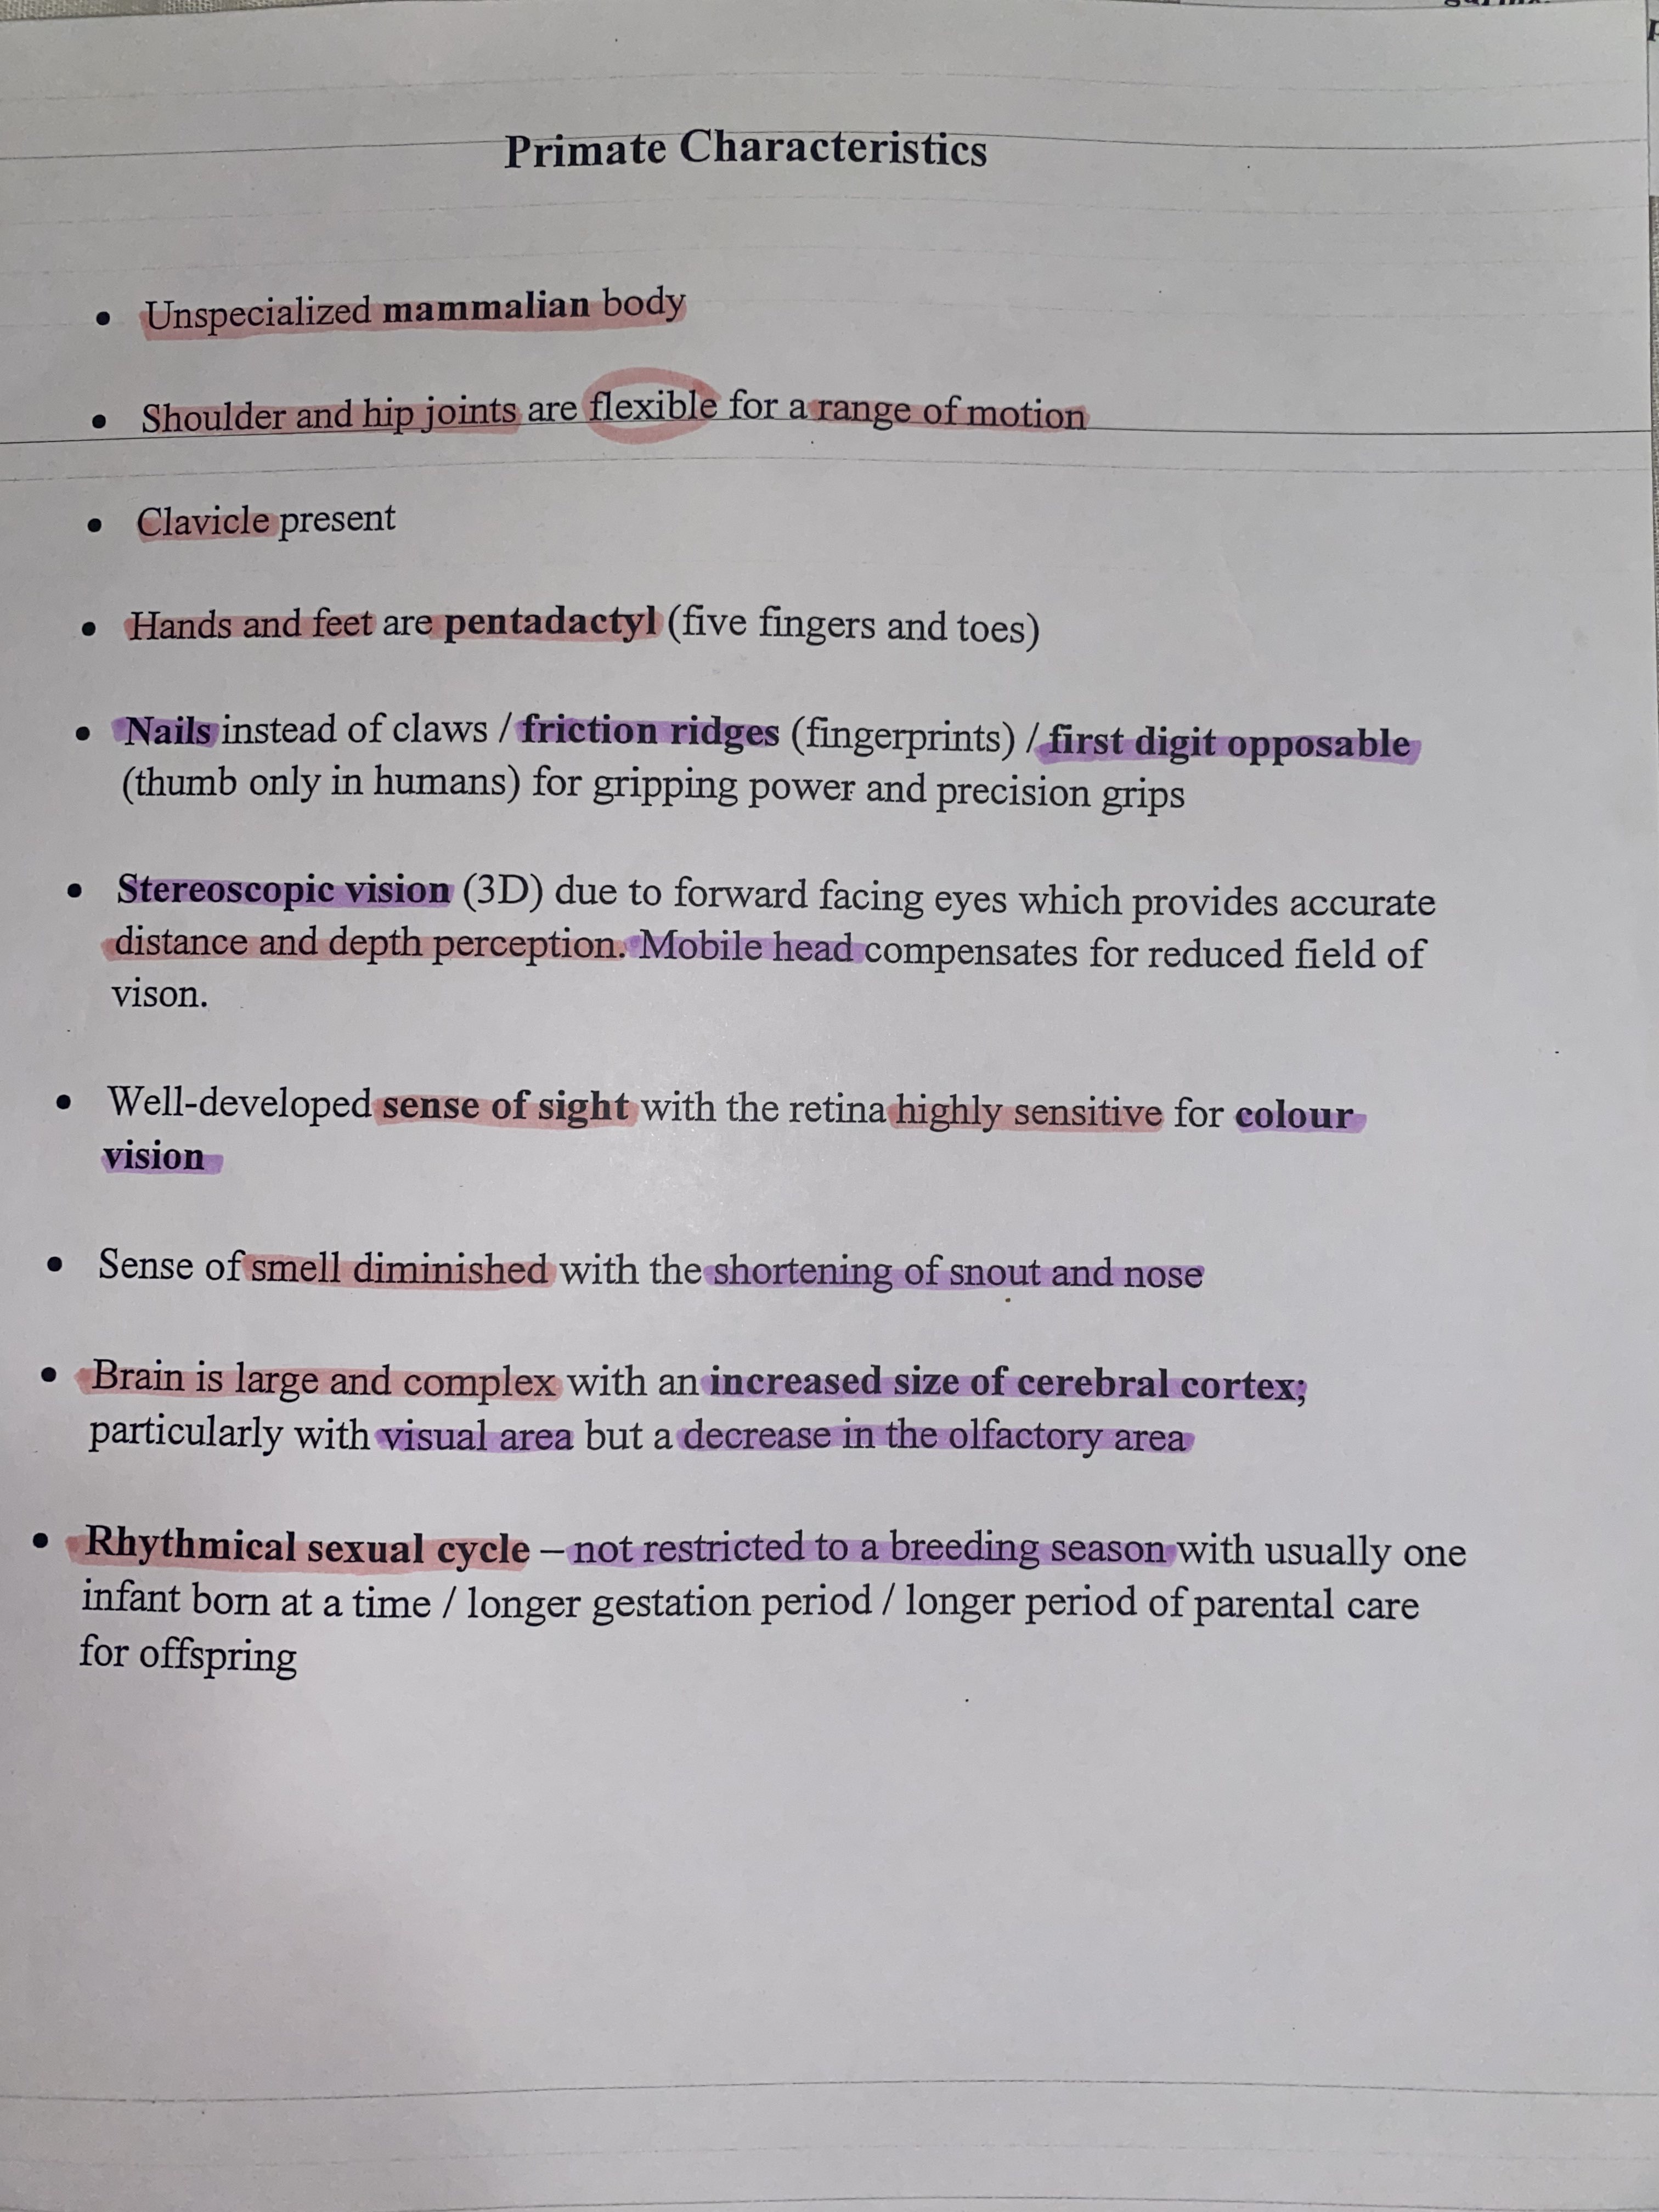 Primate Characteristics
• Unspecialized mammalian body
• Shoulder and hip joints are flexible for a range of motion
• Clavicle present
• Hands and feet are pentadactyl (five fingers and toes)
• Nails instead of claws / friction ridges (fingerprints) / first digit opposable
(thumb only in humans) for gripping power and precision grips
• Stereoscopic vision (3D) due to forward facing eyes which provides accurate
distance and depth perception. Mobile head compensates for reduced field of
vison.
• Well-developed sense of sight with the retina highly sensitive for colour
vision
• Sense of smell diminished with the shortening of snout and nose
• Brain is large and complex with an increased size of cerebral cortex;
particularly with visual area but a decrease in the olfactory area
• Rhythmical sexual cycle – not restricted to a breeding season with usually one
infant born at a time / longer gestation period / longer period of parental care
for offspring